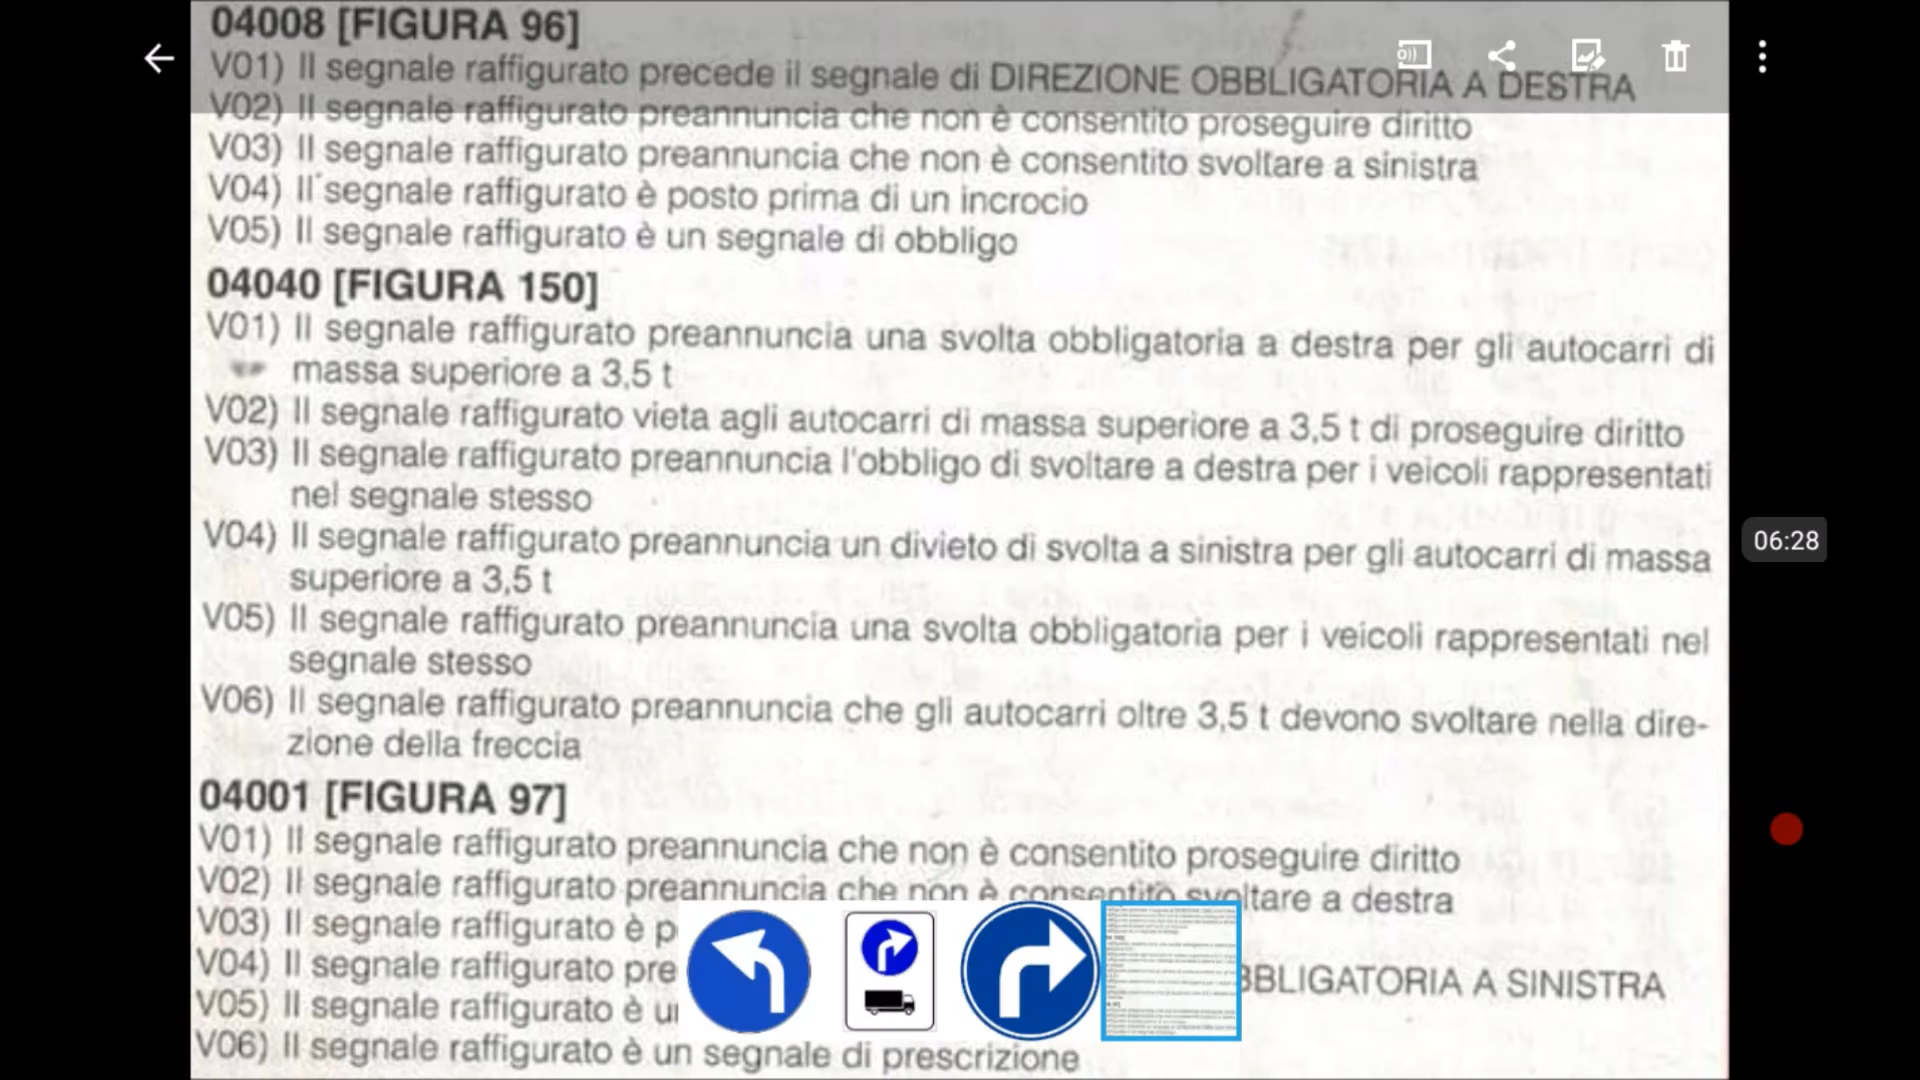 04008 [FIGURA 96]
V01) Il segnale raffigurato precede il segnale di DIREZIONE OBBLIGATORIA A DESTRA
V02) Il segnale raffigurato preannuncia che non è consentito proseguire diritto
V03) Il segnale raffigurato preannuncia che non è consentito svoltare a sinistra
V04) Il segnale raffigurato è posto prima di un incrocio
V05) Il segnale raffigurato è un segnale di obbligo
04040 [FIGURA 150]
V01) Il segnale raffigurato preannuncia una svolta obbligatoria a destra per gli autocarri di
massa superiore a 3,5 t
V02) Il segnale raffigurato vieta agli autocarri di massa superiore a 3,5 t di proseguire diritto
V03) Il segnale raffigurato preannuncia l'obbligo di svoltare a destra per i veicoli rappresentati
nel segnale stesso
V04) Il segnale raffigurato preannuncia un divieto di svolta a sinistra per gli autocarri di massa
superiore a 3,5 t
V05) Il segnale raffigurato preannuncia una svolta obbligatoria per i veicoli rappresentati nel
segnale stesso
V06) Il segnale raffigurato preannuncia che gli autocarri oltre 3,5 t devono svoltare nella dire-
zione della freccia
04001 [FIGURA 97]
V01) Il segnale raffigurato preannuncia che non è consentito proseguire diritto
V02) Il segnale raffigurato preannuncia che non è consentito svoltare a destra
V03) Il segnale raffigurato è p
V04) Il segnale raffigurato pre BBLIGATORIA A SINISTRA
V05) Il segnale raffigurato è u
V06) Il segnale raffigurato è un segnale di prescrizione
06:28